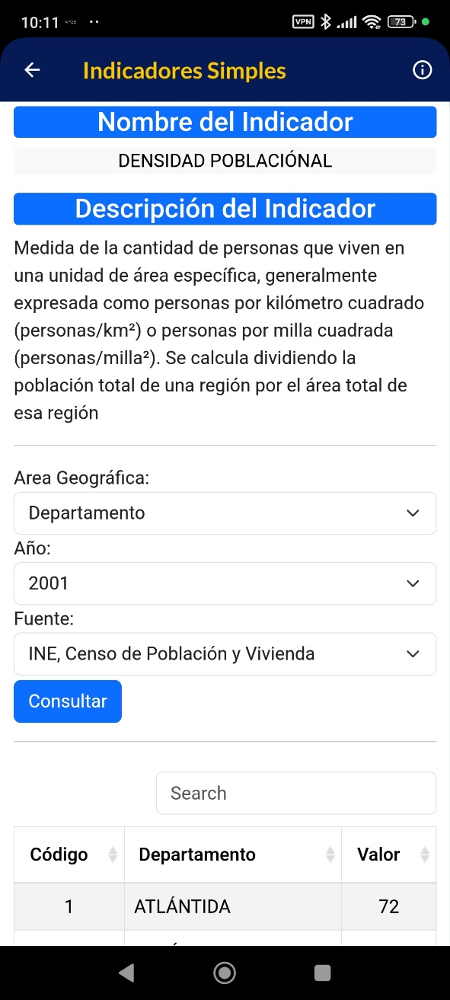 10:11
VPN
73
Indicadores Simples
Nombre del Indicador
DENSIDAD POBLACIÓNAL
Descripción del Indicador
Medida de la cantidad de personas que viven en
una unidad de área específica, generalmente
expresada como personas por kilómetro cuadrado
(personas/km²) o personas por milla cuadrada
(personas/milla²). Se calcula dividiendo la
población total de una región por el área total de
esa región
Area Geográfica:
Departamento
Año:
2001
Fuente:
INE, Censo de Población y Vivienda
Consultar
Search
Código Departamento Valor
1 ATLÁNTIDA 72